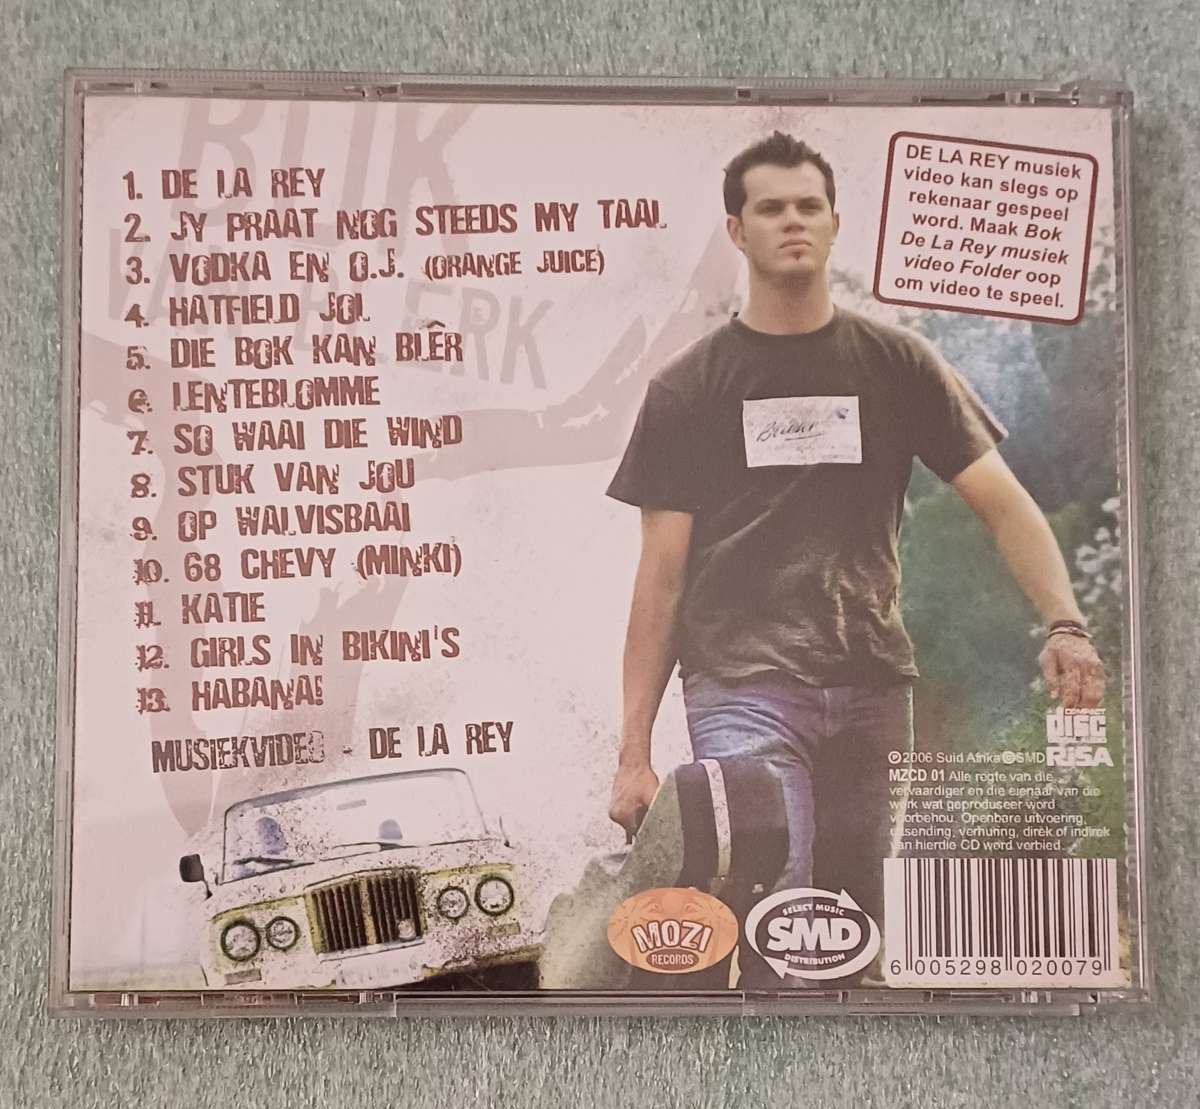 BOK
VAN BLERK
1. DE LA REY
2. JY PRAAT NOG STEEDS MY TAAL
3. VODKA EN O.J. (ORANGE JUICE)
4. HATFIELD JOL
5. DIE BOK KAN BLÊR
6. LENTEBLOMME
7. SO WAAI DIE WIND
8. STUK VAN JOU
9. OP WALVISBAAI
10. 68 CHEVY (MINKI)
11. KATIE
12. GIRLS IN BIKINI'S
13. HABANA!
MUSIEKVIDEO - DE LA REY
DE LA REY musiek
video kan slegs op
rekenaar gespeel
word. Maak Bok
De La Rey musiek
video Folder oop
om video te speel.
COMPACT
DISC
RISA
℗2006 Suid Afrika ©SMD
MZCD 01 Alle regte van die
vervaardiger en die eienaar van die
werk wat geproduseer word
voorbehou. Openbare uitvoering,
uitsending, verhuring, direk of indirek
van hierdie CD word verbied.
MOZI
RECORDS
SELECT MUSIC
SMD
DISTRIBUTION
6 005298 020079